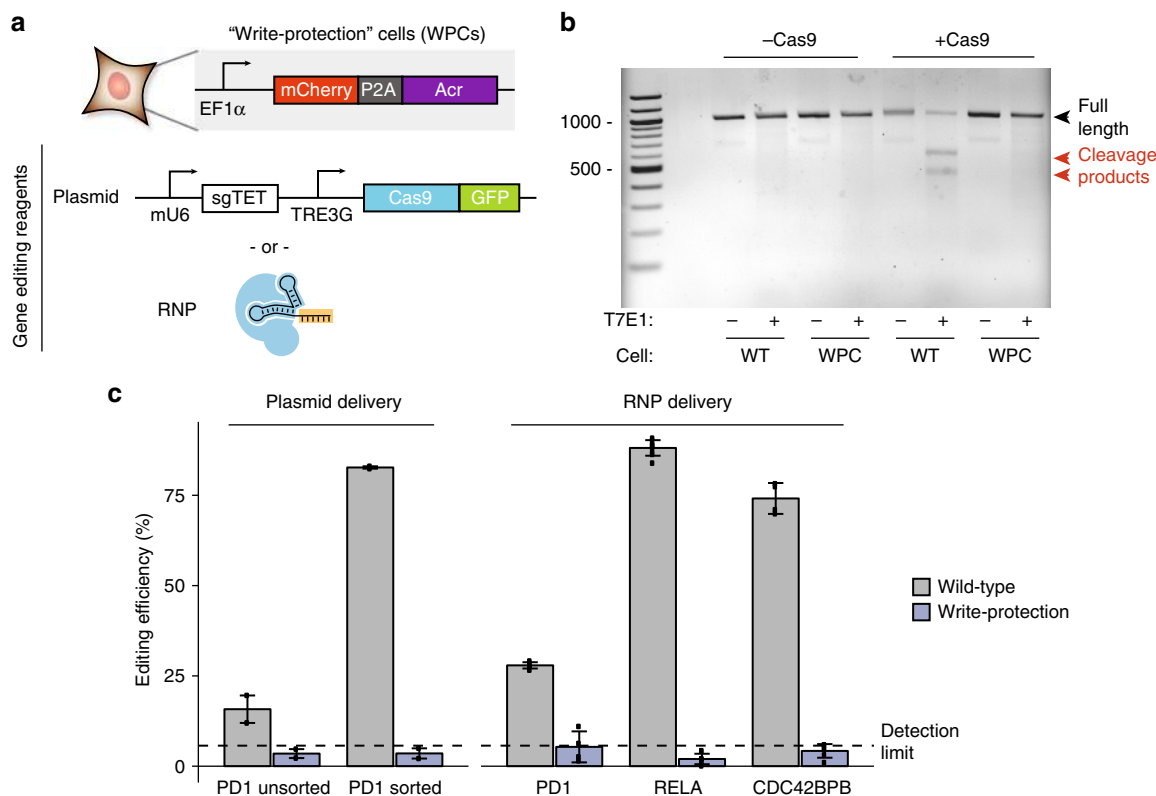 a
"Write-protection" cells (WPCs)
mCherry P2A Acr
EF1α
Gene editing reagents
Plasmid
sgTET
Cas9 GFP
mU6
TRE3G
- or -
RNP
b
–Cas9 +Cas9
1000 -
500 -
Full
length
Cleavage
products
T7E1: – + – + – + – +
Cell: WT WPC WT WPC
c
Plasmid delivery RNP delivery
Editing efficiency (%)
75
50
25
0
Wild-type
Write-protection
Detection
limit
PD1 unsorted PD1 sorted PD1 RELA CDC42BPB